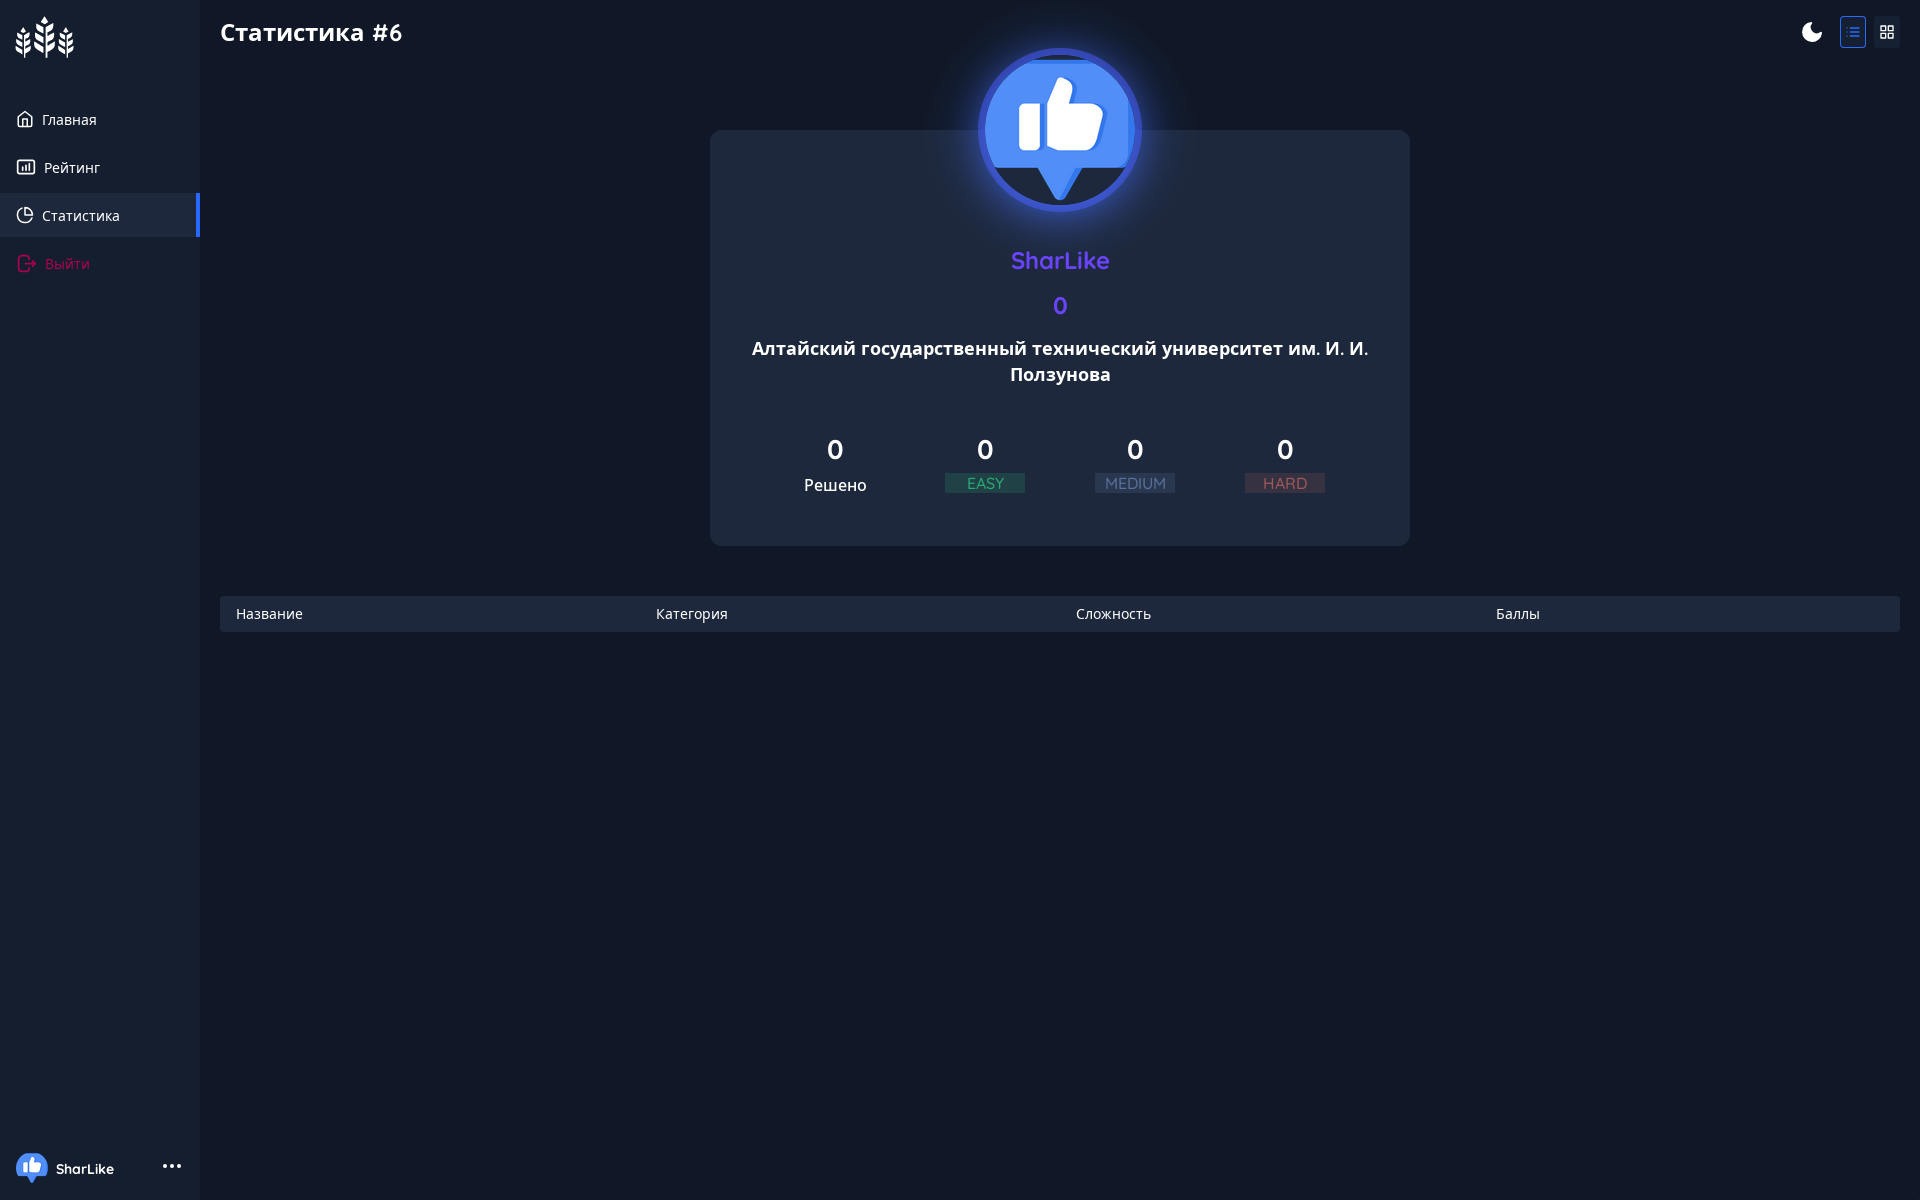 Статистика #6
Главная
Рейтинг
Статистика
Выйти
SharLike
0
Алтайский государственный технический университет им. И. И.
Ползунова
0 0 0 0
Решено EASY MEDIUM HARD
Название Категория Сложность Баллы
SharLike